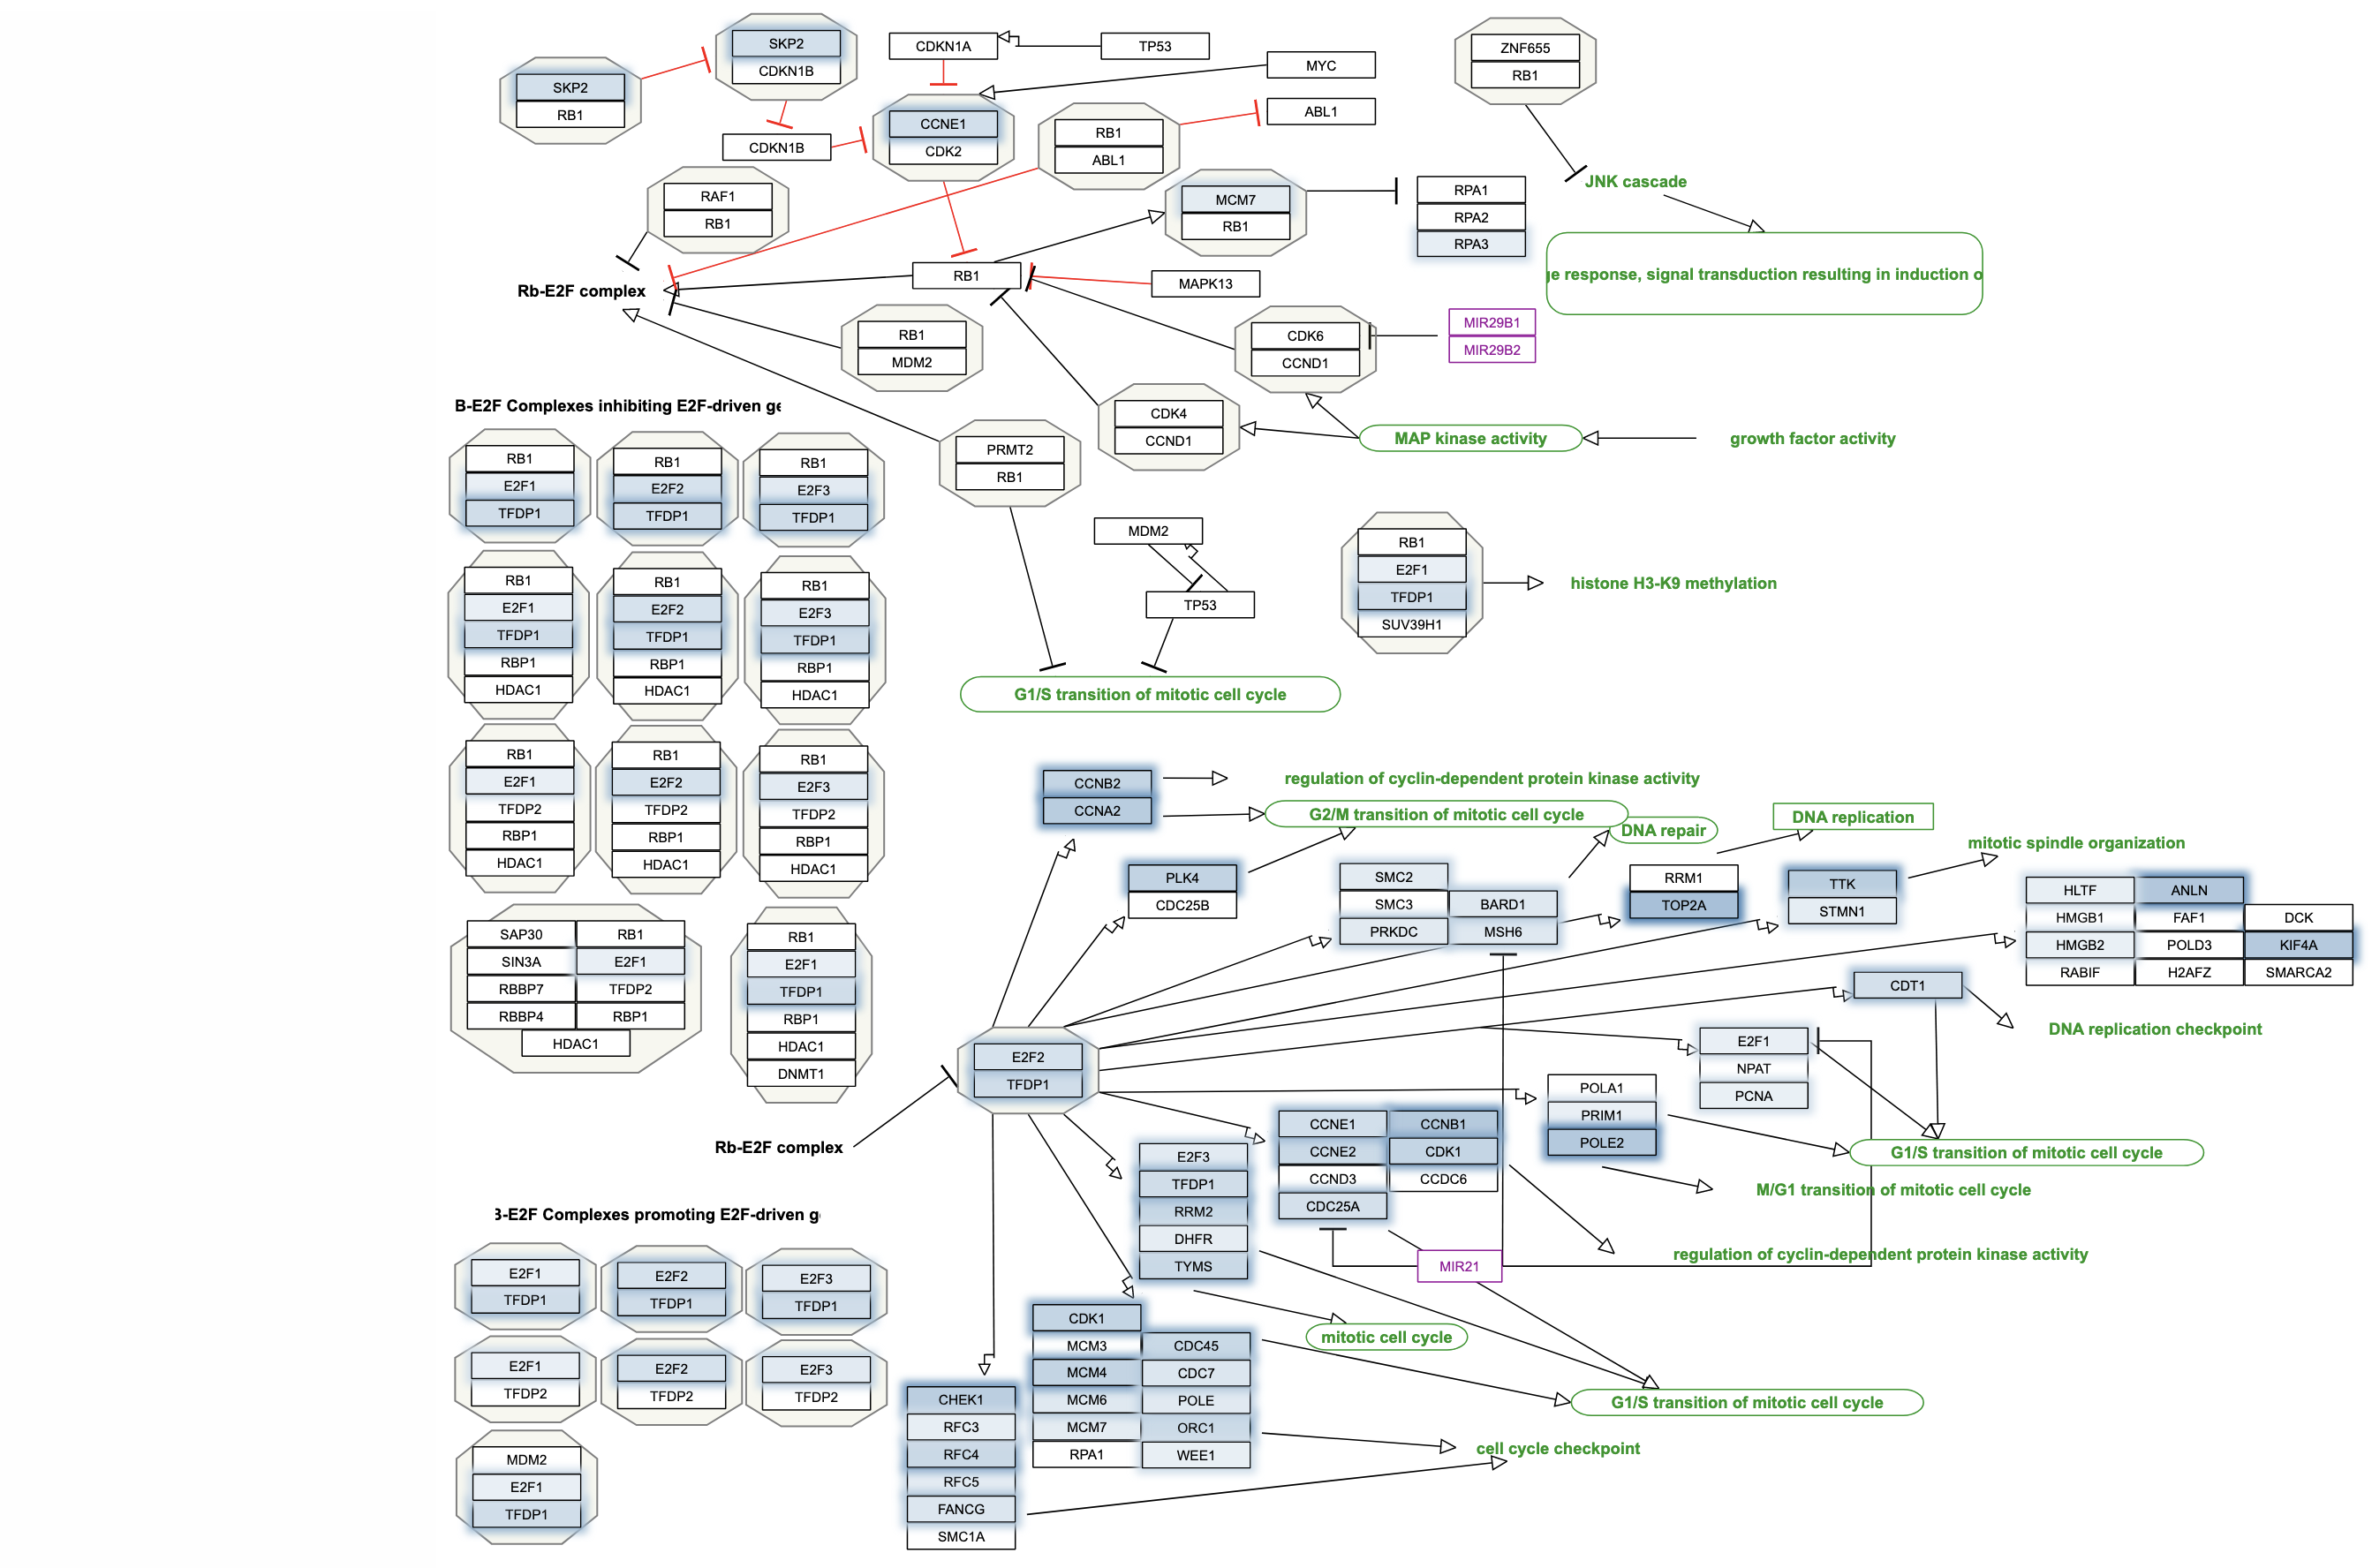 SKP2
RB1
SKP2
CDKN1B
CDKN1B
CDKN1A
TP53
MYC
ABL1
CCNE1
CDK2
RB1
ABL1
RAF1
RB1
MCM7
RB1
RPA1
RPA2
RPA3
ZNF655
RB1
JNK cascade
ge response, signal transduction resulting in induction o
Rb-E2F complex
RB1
MAPK13
RB1
MDM2
CDK6
CCND1
MIR29B1
MIR29B2
CDK4
CCND1
MAP kinase activity
growth factor activity
PRMT2
RB1
MDM2
TP53
G1/S transition of mitotic cell cycle
RB1
E2F1
TFDP1
SUV39H1
histone H3-K9 methylation
B-E2F Complexes inhibiting E2F-driven ge
RB1
E2F1
TFDP1
RB1
E2F2
TFDP1
RB1
E2F3
TFDP1
RB1
E2F1
TFDP1
RBP1
HDAC1
RB1
E2F2
TFDP1
RBP1
HDAC1
RB1
E2F3
TFDP1
RBP1
HDAC1
RB1
E2F1
TFDP2
RBP1
HDAC1
RB1
E2F2
TFDP2
RBP1
HDAC1
RB1
E2F3
TFDP2
RBP1
HDAC1
SAP30
SIN3A
RBBP7
RBBP4
RB1
E2F1
TFDP2
RBP1
HDAC1
RB1
E2F1
TFDP1
RBP1
HDAC1
DNMT1
Rb-E2F complex
E2F2
TFDP1
CCNB2
CCNA2
regulation of cyclin-dependent protein kinase activity
G2/M transition of mitotic cell cycle
DNA repair
DNA replication
mitotic spindle organization
PLK4
CDC25B
SMC2
SMC3
PRKDC
BARD1
MSH6
RRM1
TOP2A
TTK
STMN1
HLTF
HMGB1
HMGB2
RABIF
ANLN
FAF1
POLD3
H2AFZ
DCK
KIF4A
SMARCA2
CDT1
DNA replication checkpoint
E2F1
NPAT
PCNA
POLA1
PRIM1
POLE2
G1/S transition of mitotic cell cycle
M/G1 transition of mitotic cell cycle
CCNE1
CCNE2
CCND3
CDC25A
CCNB1
CDK1
CCDC6
regulation of cyclin-dependent protein kinase activity
MIR21
E2F3
TFDP1
RRM2
DHFR
TYMS
mitotic cell cycle
CDK1
MCM3
MCM4
MCM6
MCM7
RPA1
CDC45
CDC7
POLE
ORC1
WEE1
G1/S transition of mitotic cell cycle
cell cycle checkpoint
CHEK1
RFC3
RFC4
RFC5
FANCG
SMC1A
B-E2F Complexes promoting E2F-driven g
E2F1
TFDP1
E2F2
TFDP1
E2F3
TFDP1
E2F1
TFDP2
E2F2
TFDP2
E2F3
TFDP2
MDM2
E2F1
TFDP1